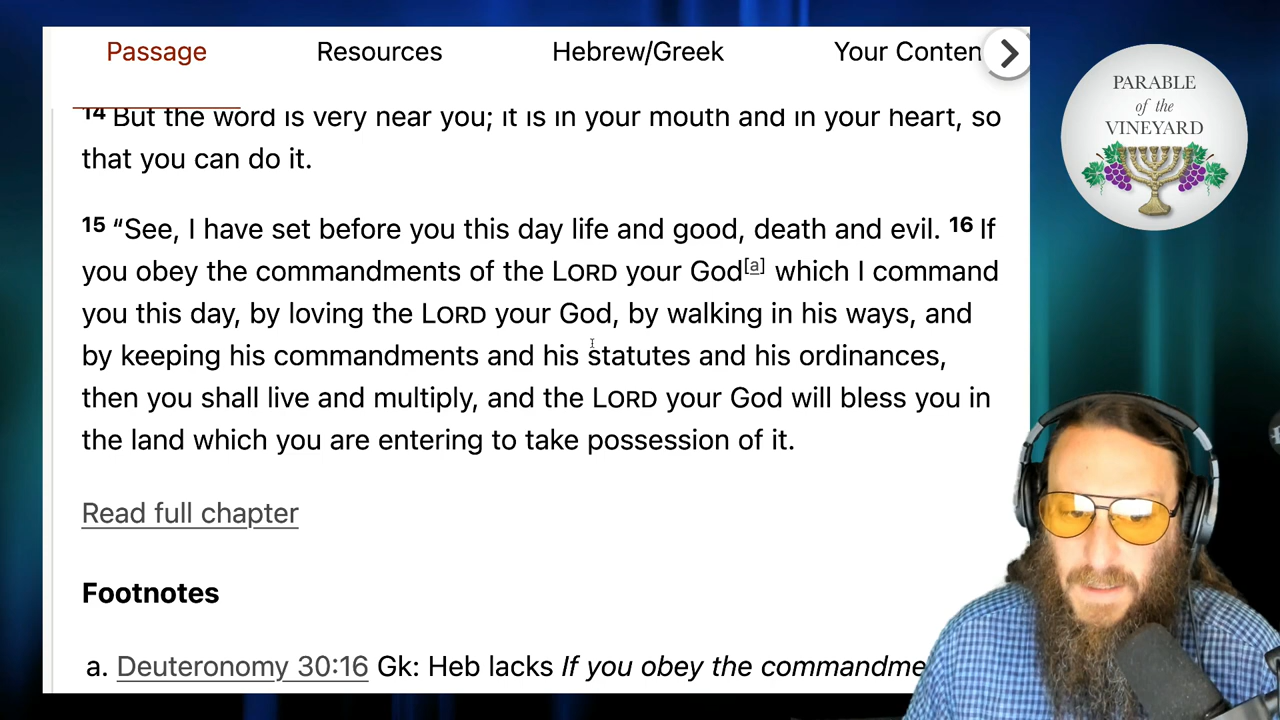 Passage
Resources
Hebrew/Greek
Your Conten
PARABLE
of the
VINEYARD
14 But the word is very near you; it is in your mouth and in your heart, so
that you can do it.
15 “See, I have set before you this day life and good, death and evil. 16 If
you obey the commandments of the LORD your God[a] which I command
you this day, by loving the LORD your God, by walking in his ways, and
by keeping his commandments and his statutes and his ordinances,
then you shall live and multiply, and the LORD your God will bless you in
the land which you are entering to take possession of it.
Read full chapter
Footnotes
a. Deuteronomy 30:16 Gk: Heb lacks If you obey the commandme